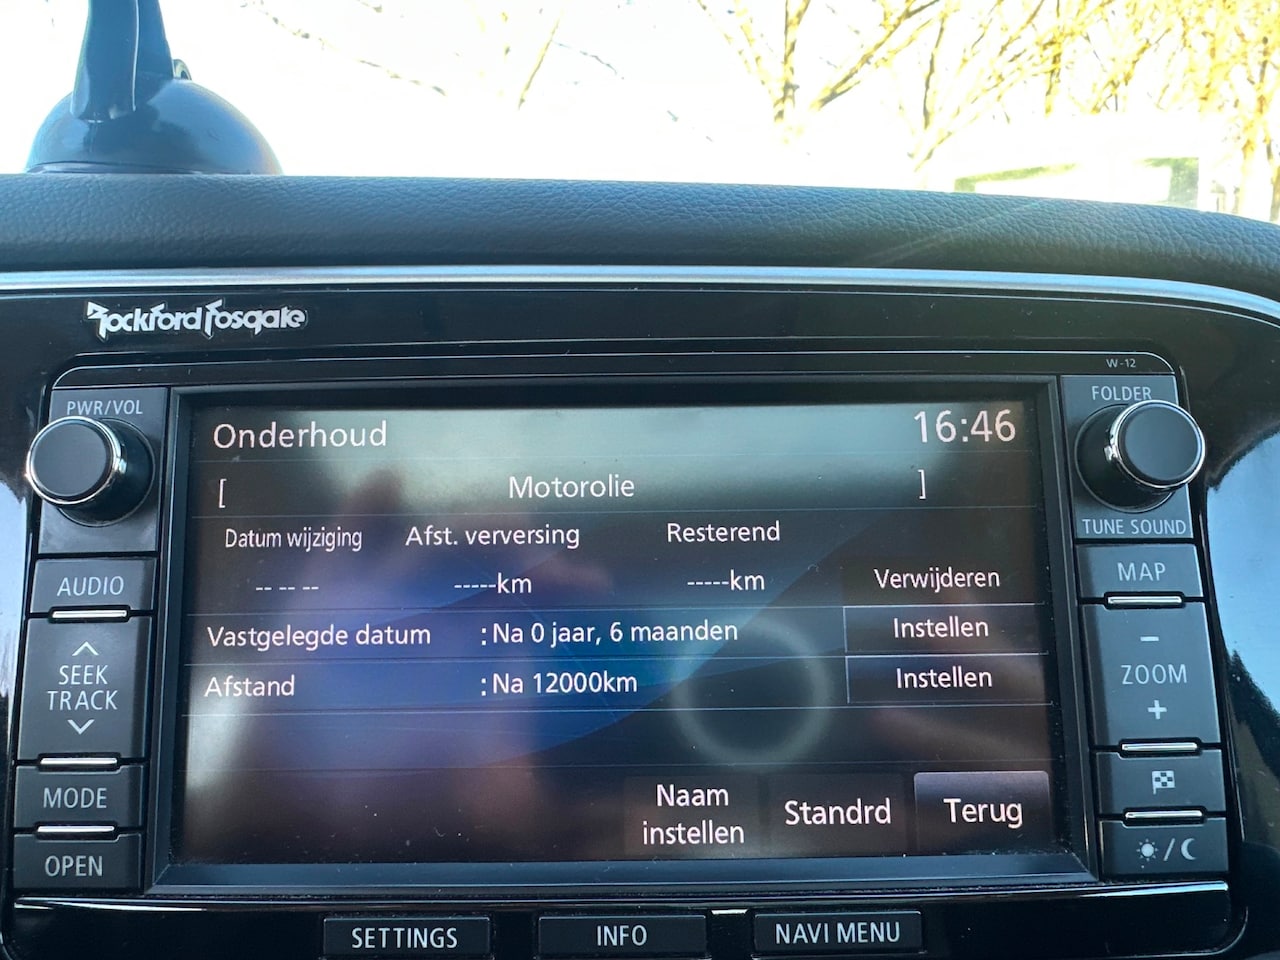 Rockford Fosgate
W-12
PWR/VOL
FOLDER
Onderhoud 16:46
[ Motorolie ]
Datum wijziging Afst. verversing Resterend
-- -- -- -----km -----km Verwijderen
Vastgelegde datum : Na 0 jaar, 6 maanden Instellen
Afstand : Na 12000km Instellen
Naam instellen Standrd Terug
TUNE SOUND
AUDIO
MAP
SEEK
TRACK
−
ZOOM
+
MODE
OPEN
SETTINGS INFO NAVI MENU